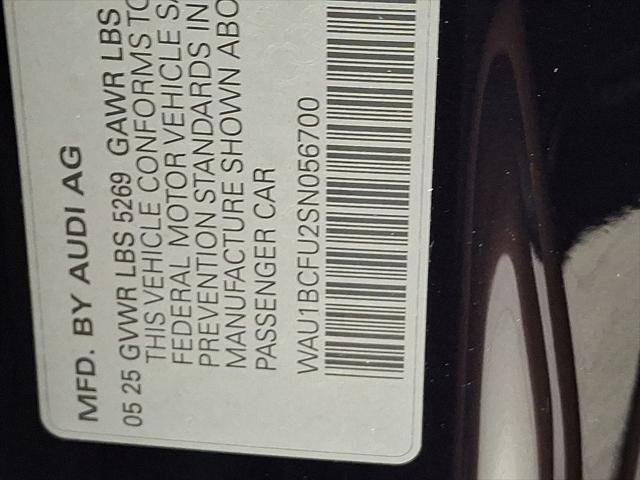 MFD. BY AUDI AG
05 25 GVWR LBS 5269 GAWR LBS
THIS VEHICLE CONFORMS TO
FEDERAL MOTOR VEHICLE
PREVENTION STANDARDS IN
MANUFACTURE SHOWN
PASSENGER CAR
WAU1BCFU2SN056700